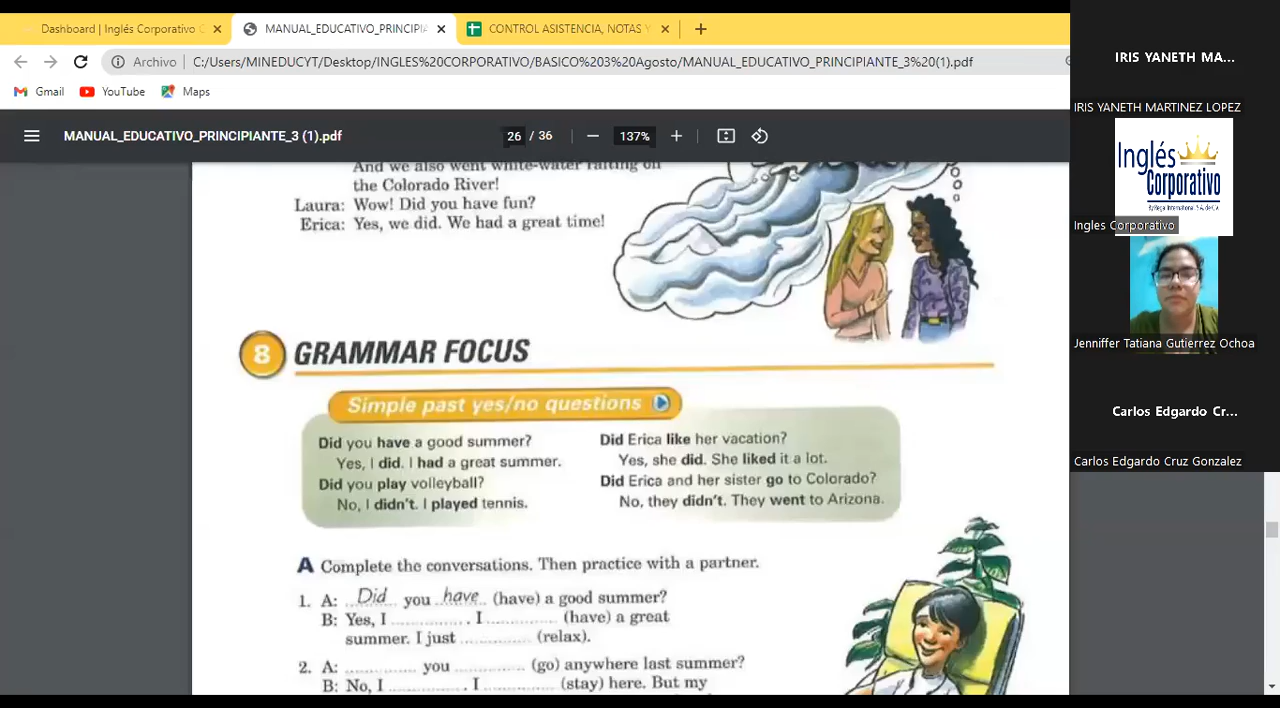 Dashboard | Inglés Corporativo
MANUAL_EDUCATIVO_PRINCIPIA
CONTROL ASISTENCIA, NOTAS Y
Archivo
C:/Users/MINEDUCYT/Desktop/INGLES%20CORPORATIVO/BASICO%203%20Agosto/MANUAL_EDUCATIVO_PRINCIPIANTE_3%20(1).pdf
Gmail YouTube Maps
MANUAL_EDUCATIVO_PRINCIPIANTE_3 (1).pdf
26 / 36 137%
And we also went white-water rafting on
the Colorado River!
Laura: Wow! Did you have fun?
Erica: Yes, we did. We had a great time!
8 GRAMMAR FOCUS
Simple past yes/no questions
Did you have a good summer?
Yes, I did. I had a great summer.
Did you play volleyball?
No, I didn't. I played tennis.
Did Erica like her vacation?
Yes, she did. She liked it a lot.
Did Erica and her sister go to Colorado?
No, they didn't. They went to Arizona.
A Complete the conversations. Then practice with a partner.
1. A: Did you have (have) a good summer?
B: Yes, I ............. . I ............. (have) a great
summer. I just ............. (relax).
2. A: ............. you ............. (go) anywhere last summer?
B: No, I ............. . I ............. (stay) here. But my
IRIS YANETH MA...
IRIS YANETH MARTINEZ LOPEZ
Inglés
Corporativo
Ingles Corporativo
Jenniffer Tatiana Gutierrez Ochoa
Carlos Edgardo Cr...
Carlos Edgardo Cruz Gonzalez